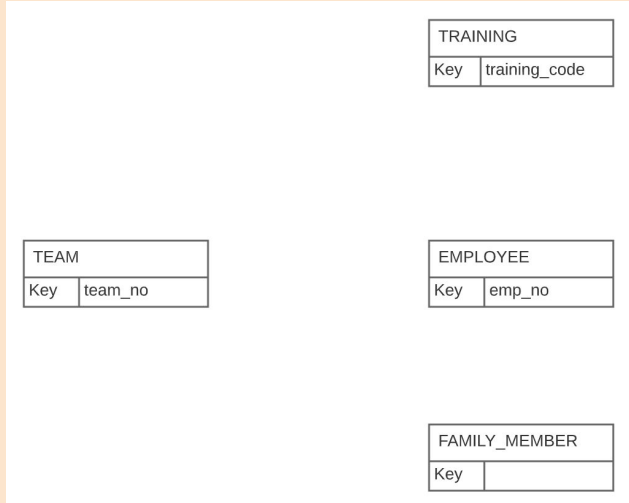 TRAINING
Key training_code
TEAM
Key team_no
EMPLOYEE
Key emp_no
FAMILY_MEMBER
Key